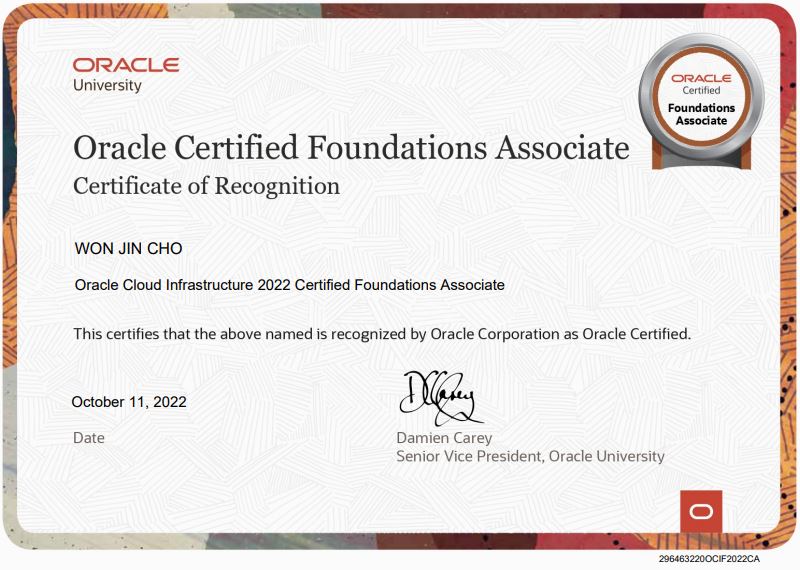 ORACLE
University
ORACLE
Certified
Foundations
Associate
Oracle Certified Foundations Associate
Certificate of Recognition
WON JIN CHO
Oracle Cloud Infrastructure 2022 Certified Foundations Associate
This certifies that the above named is recognized by Oracle Corporation as Oracle Certified.
October 11, 2022
Date
DCarey
Damien Carey
Senior Vice President, Oracle University
296463220OCIF2022CA